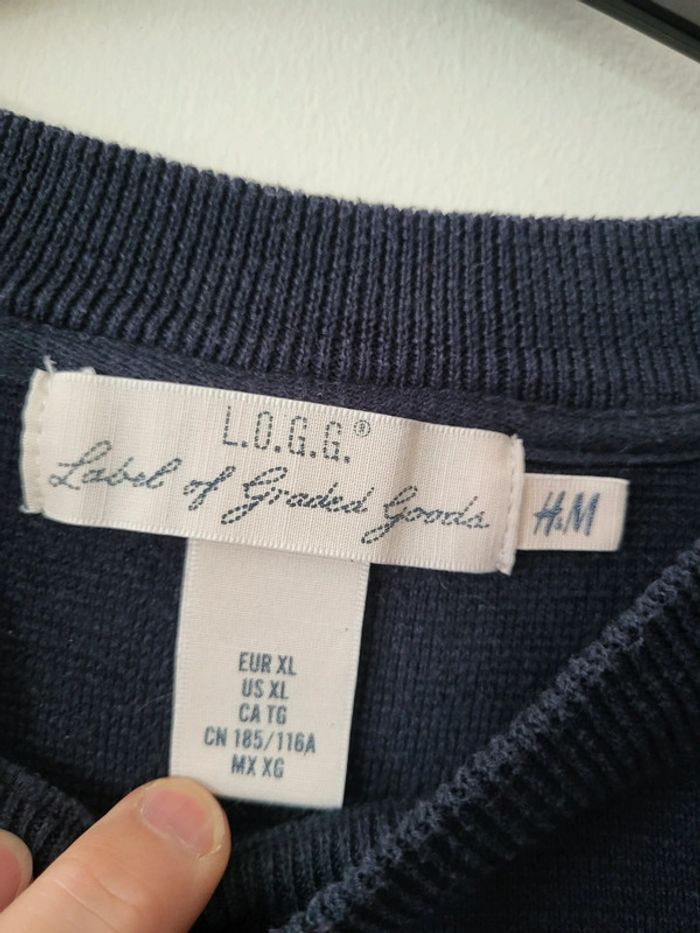 L.O.G.G.®
Label of Graded Goods
H&M
EUR XL
US XL
CA TG
CN 185/116A
MX XG